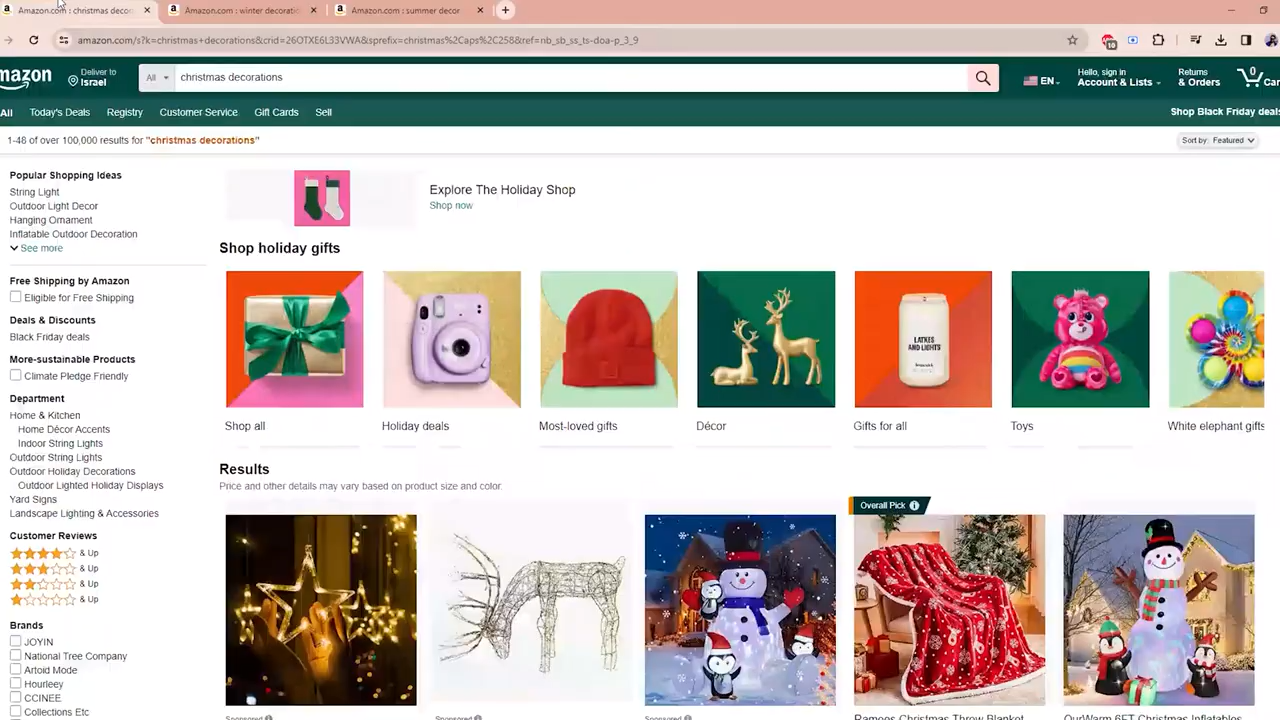 Amazon.com : christmas decor
Amazon.com : winter decorati
Amazon.com : summer decor
amazon.com/s?k=christmas+decorations&crid=26OTXE6L33VWA&sprefix=christmas%2Caps%2C258&ref=nb_sb_ss_ts-doa-p_3_9
10
mazon
Deliver to
Israel
All
christmas decorations
EN
Hello, sign in
Account & Lists
Returns
& Orders
0
Car
All
Today's Deals
Registry
Customer Service
Gift Cards
Sell
Shop Black Friday deals
1-48 of over 100,000 results for "christmas decorations"
Sort by: Featured
Popular Shopping Ideas
String Light
Outdoor Light Decor
Hanging Ornament
Inflatable Outdoor Decoration
See more
Free Shipping by Amazon
Eligible for Free Shipping
Deals & Discounts
Black Friday deals
More-sustainable Products
Climate Pledge Friendly
Department
Home & Kitchen
Home Décor Accents
Indoor String Lights
Outdoor String Lights
Outdoor Holiday Decorations
Outdoor Lighted Holiday Displays
Yard Signs
Landscape Lighting & Accessories
Customer Reviews
& Up
& Up
& Up
& Up
Brands
JOYIN
National Tree Company
Artoid Mode
Hourleey
CCINEE
Collections Etc
Explore The Holiday Shop
Shop now
Shop holiday gifts
LATKES
AND LIGHTS
Shop all
Holiday deals
Most-loved gifts
Décor
Gifts for all
Toys
White elephant gifts
Results
Price and other details may vary based on product size and color.
Overall Pick
Sponsored
Sponsored
Sponsored
Ramees Christmas Throw Blanket
OurWarm 6FT Christmas Inflatables